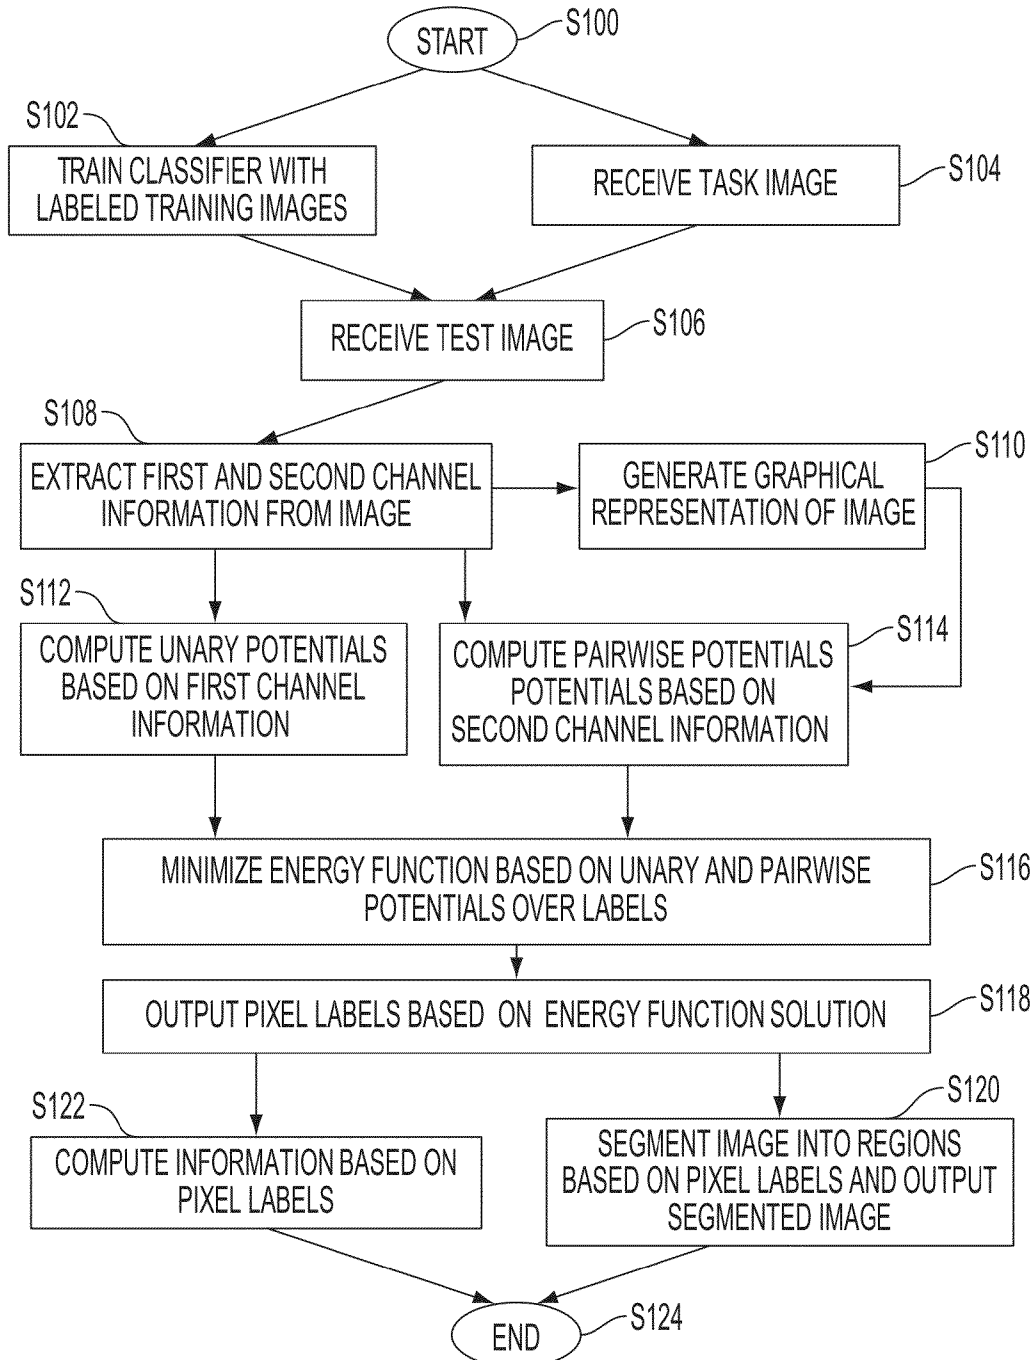 START
S100
S102
TRAIN CLASSIFIER WITH
LABELED TRAINING IMAGES
RECEIVE TASK IMAGE
S104
RECEIVE TEST IMAGE
S106
S108
EXTRACT FIRST AND SECOND CHANNEL
INFORMATION FROM IMAGE
S110
GENERATE GRAPHICAL
REPRESENTATION OF IMAGE
S112
COMPUTE UNARY POTENTIALS
BASED ON FIRST CHANNEL
INFORMATION
S114
COMPUTE PAIRWISE POTENTIALS
POTENTIALS BASED ON
SECOND CHANNEL INFORMATION
MINIMIZE ENERGY FUNCTION BASED ON UNARY AND PAIRWISE
POTENTIALS OVER LABELS
S116
OUTPUT PIXEL LABELS BASED ON ENERGY FUNCTION SOLUTION
S118
S122
COMPUTE INFORMATION BASED ON
PIXEL LABELS
S120
SEGMENT IMAGE INTO REGIONS
BASED ON PIXEL LABELS AND OUTPUT
SEGMENTED IMAGE
END
S124